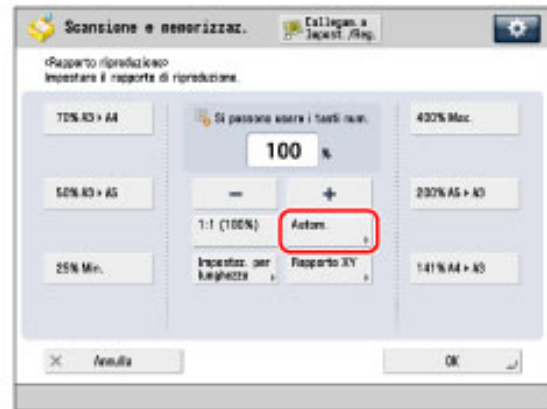 Scansione e memorizzaz.
Collegam. a
Impost./Reg.
<Rapporto riproduzione>
Impostare il rapporto di riproduzione.
70% A3 > A4
Si possono usare i tasti num.
400% Max.
100 %
50% A3 > A5
-
+
200% A5 > A3
1:1 (100%)
Autom.
25% Min.
Impostaz. per
lunghezza
Rapporto XY
141% A4 > A3
Annulla
OK